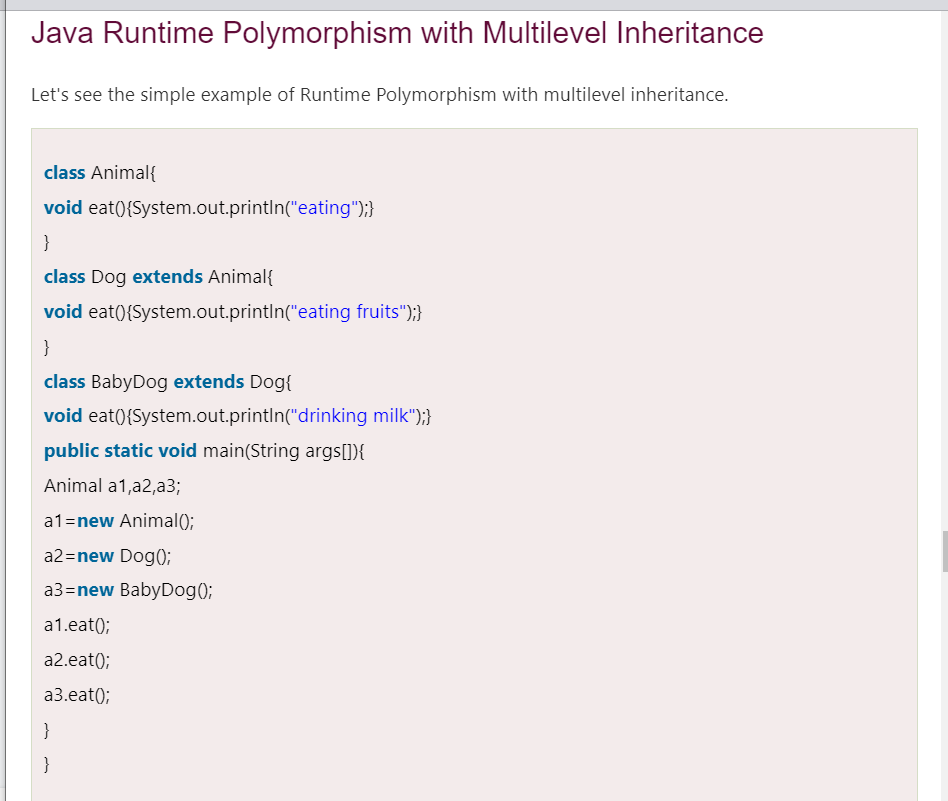 Java Runtime Polymorphism with Multilevel Inheritance
Let's see the simple example of Runtime Polymorphism with multilevel inheritance.
class Animal{
void eat(){System.out.println("eating");}
}
class Dog extends Animal{
void eat(){System.out.println("eating fruits");}
}
class BabyDog extends Dog{
void eat(){System.out.println("drinking milk");}
public static void main(String args[]){
Animal a1,a2,a3;
a1=new Animal();
a2=new Dog();
a3=new BabyDog();
a1.eat();
a2.eat();
a3.eat();
}
}